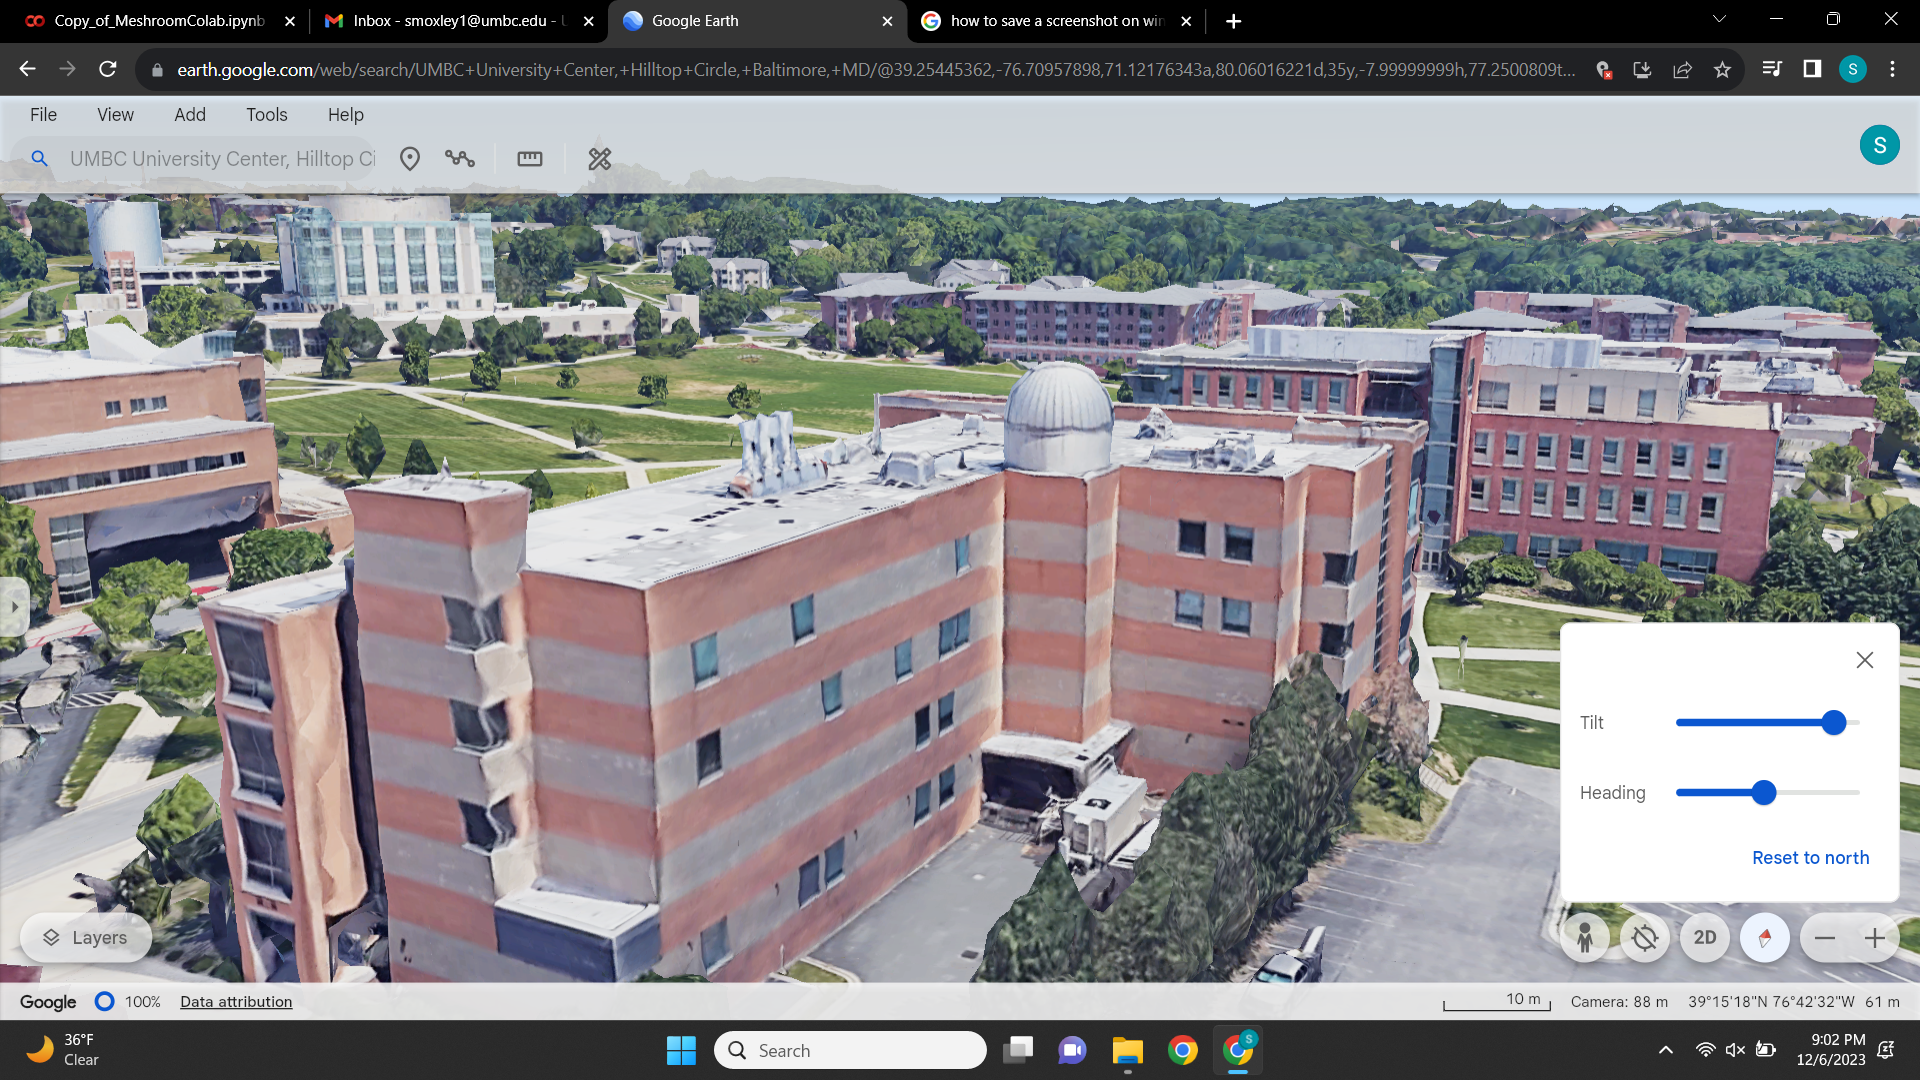 Copy_of_MeshroomColab.ipynb
Inbox - smoxley1@umbc.edu - U
Google Earth
how to save a screenshot on win
earth.google.com/web/search/UMBC+University+Center,+Hilltop+Circle,+Baltimore,+MD/@39.25445362,-76.70957898,71.12176343a,80.06016221d,35y,-7.99999999h,77.2500809t...
S
File View Add Tools Help
UMBC University Center, Hilltop Ci
S
Tilt
Heading
Reset to north
Layers
2D
Google 100% Data attribution
10 m Camera: 88 m 39°15'18"N 76°42'32"W 61 m
36°F
Clear
Search
S
9:02 PM
12/6/2023